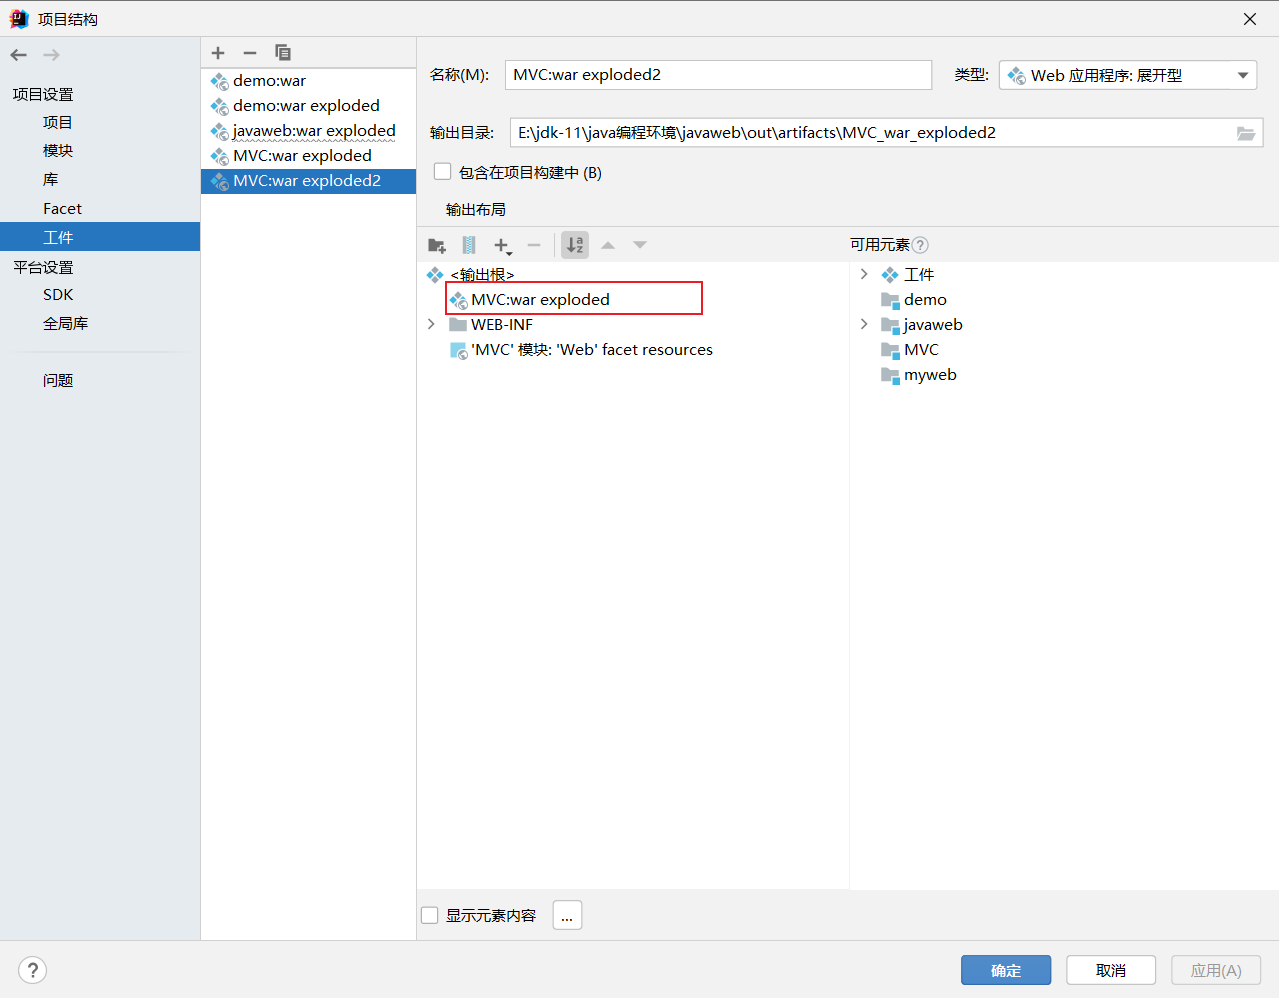 项目结构
项目设置
项目
模块
库
Facet
工件
平台设置
SDK
全局库
问题
demo:war
demo:war exploded
javaweb:war exploded
MVC:war exploded
MVC:war exploded2
名称(M): MVC:war exploded2 类型: Web 应用程序: 展开型
输出目录: E:\jdk-11\java编程环境\javaweb\out\artifacts\MVC_war_exploded2
包含在项目构建中 (B)
输出布局
可用元素 ?
<输出根>
MVC:war exploded
WEB-INF
'MVC' 模块: 'Web' facet resources
工件
demo
javaweb
MVC
myweb
显示元素内容 ...
? 确定 取消 应用(A)